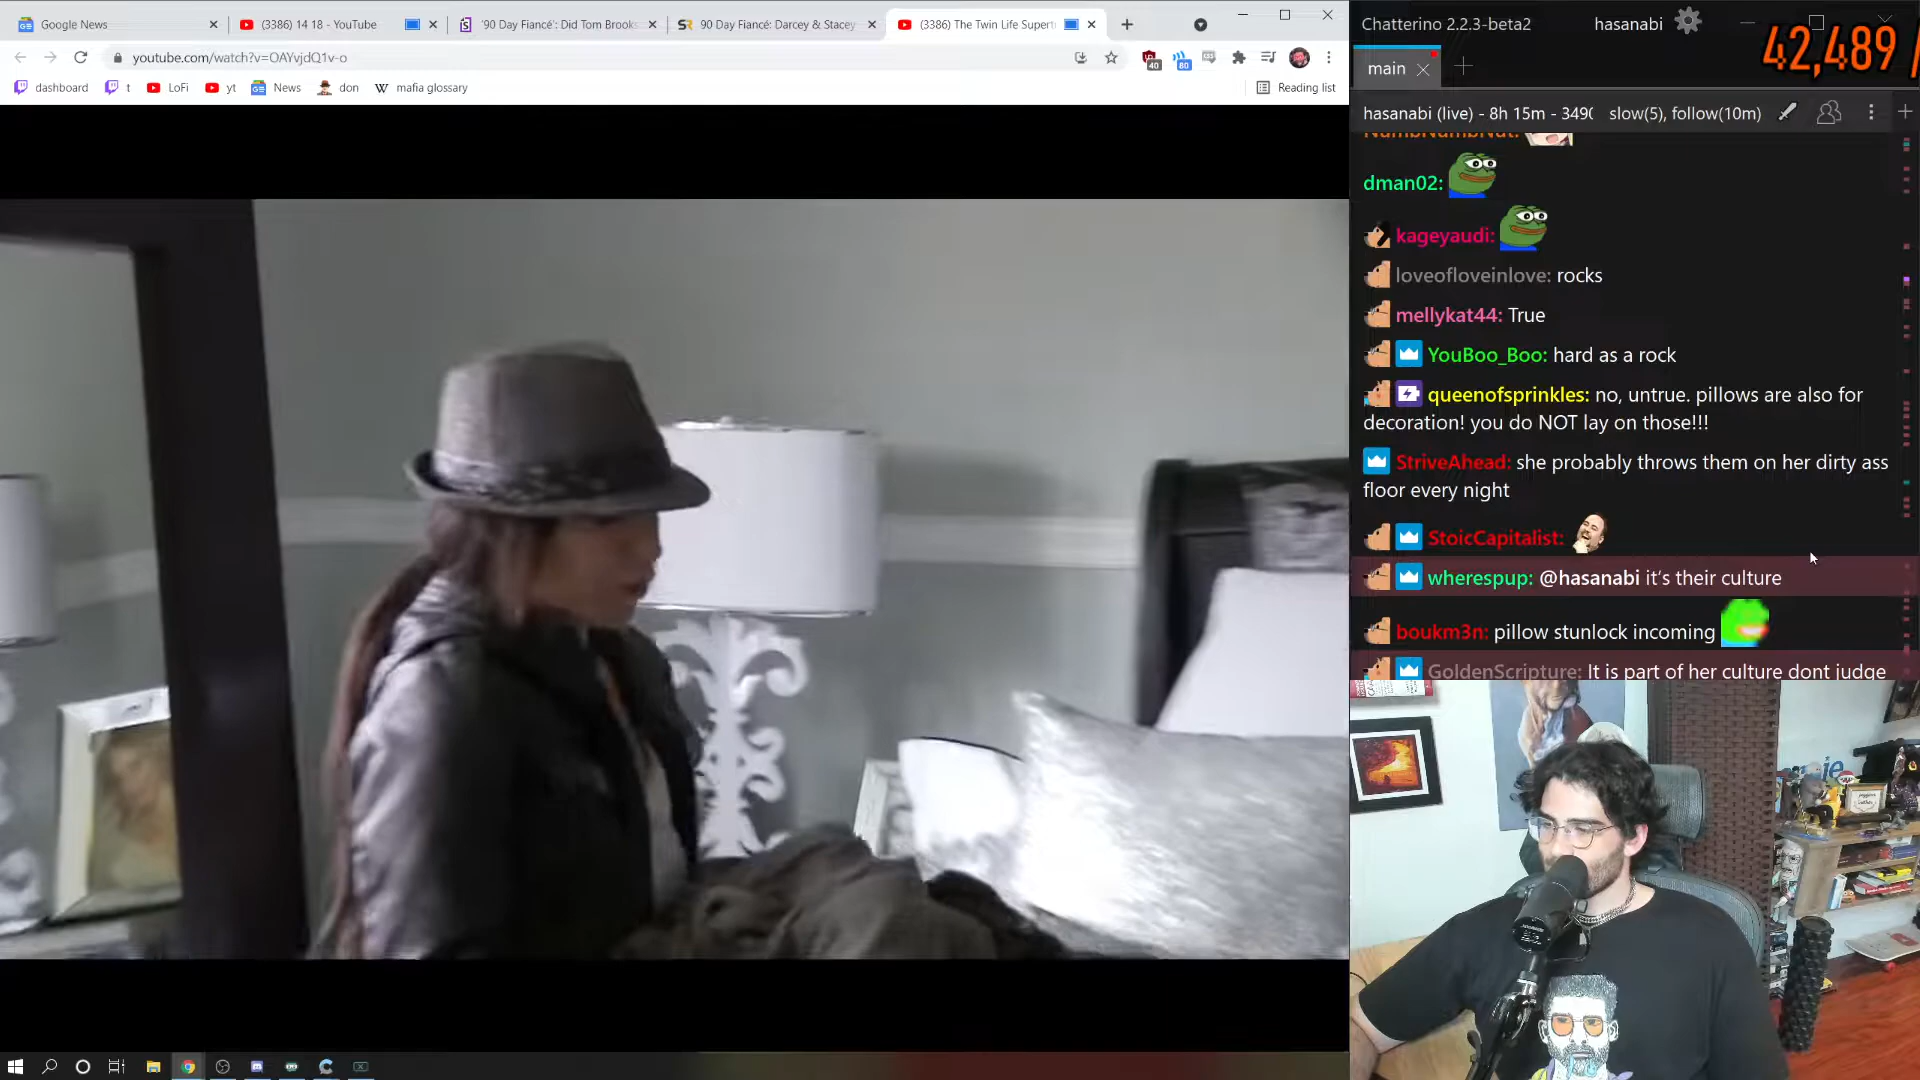 Google News
(3386) 14 18 - YouTube
'90 Day Fiancé': Did Tom Brooks
90 Day Fiancé: Darcey & Stacey
(3386) The Twin Life Supert
youtube.com/watch?v=OAYvjdQ1v-o
40
80
dashboard
t
LoFi
yt
News
don
mafia glossary
Reading list
Chatterino 2.2.3-beta2
hasanabi
42,489 /
main
hasanabi (live) - 8h 15m - 3490
slow(5), follow(10m)
NumbNumbNut:
dman02:
kageyaudi:
loveofloveinlove: rocks
mellykat44: True
YouBoo_Boo: hard as a rock
queenofsprinkles: no, untrue. pillows are also for
decoration! you do NOT lay on those!!!
StriveAhead: she probably throws them on her dirty ass
floor every night
StoicCapitalist:
wherespup: @hasanabi it's their culture
boukm3n: pillow stunlock incoming
GoldenScripture: It is part of her culture dont judge